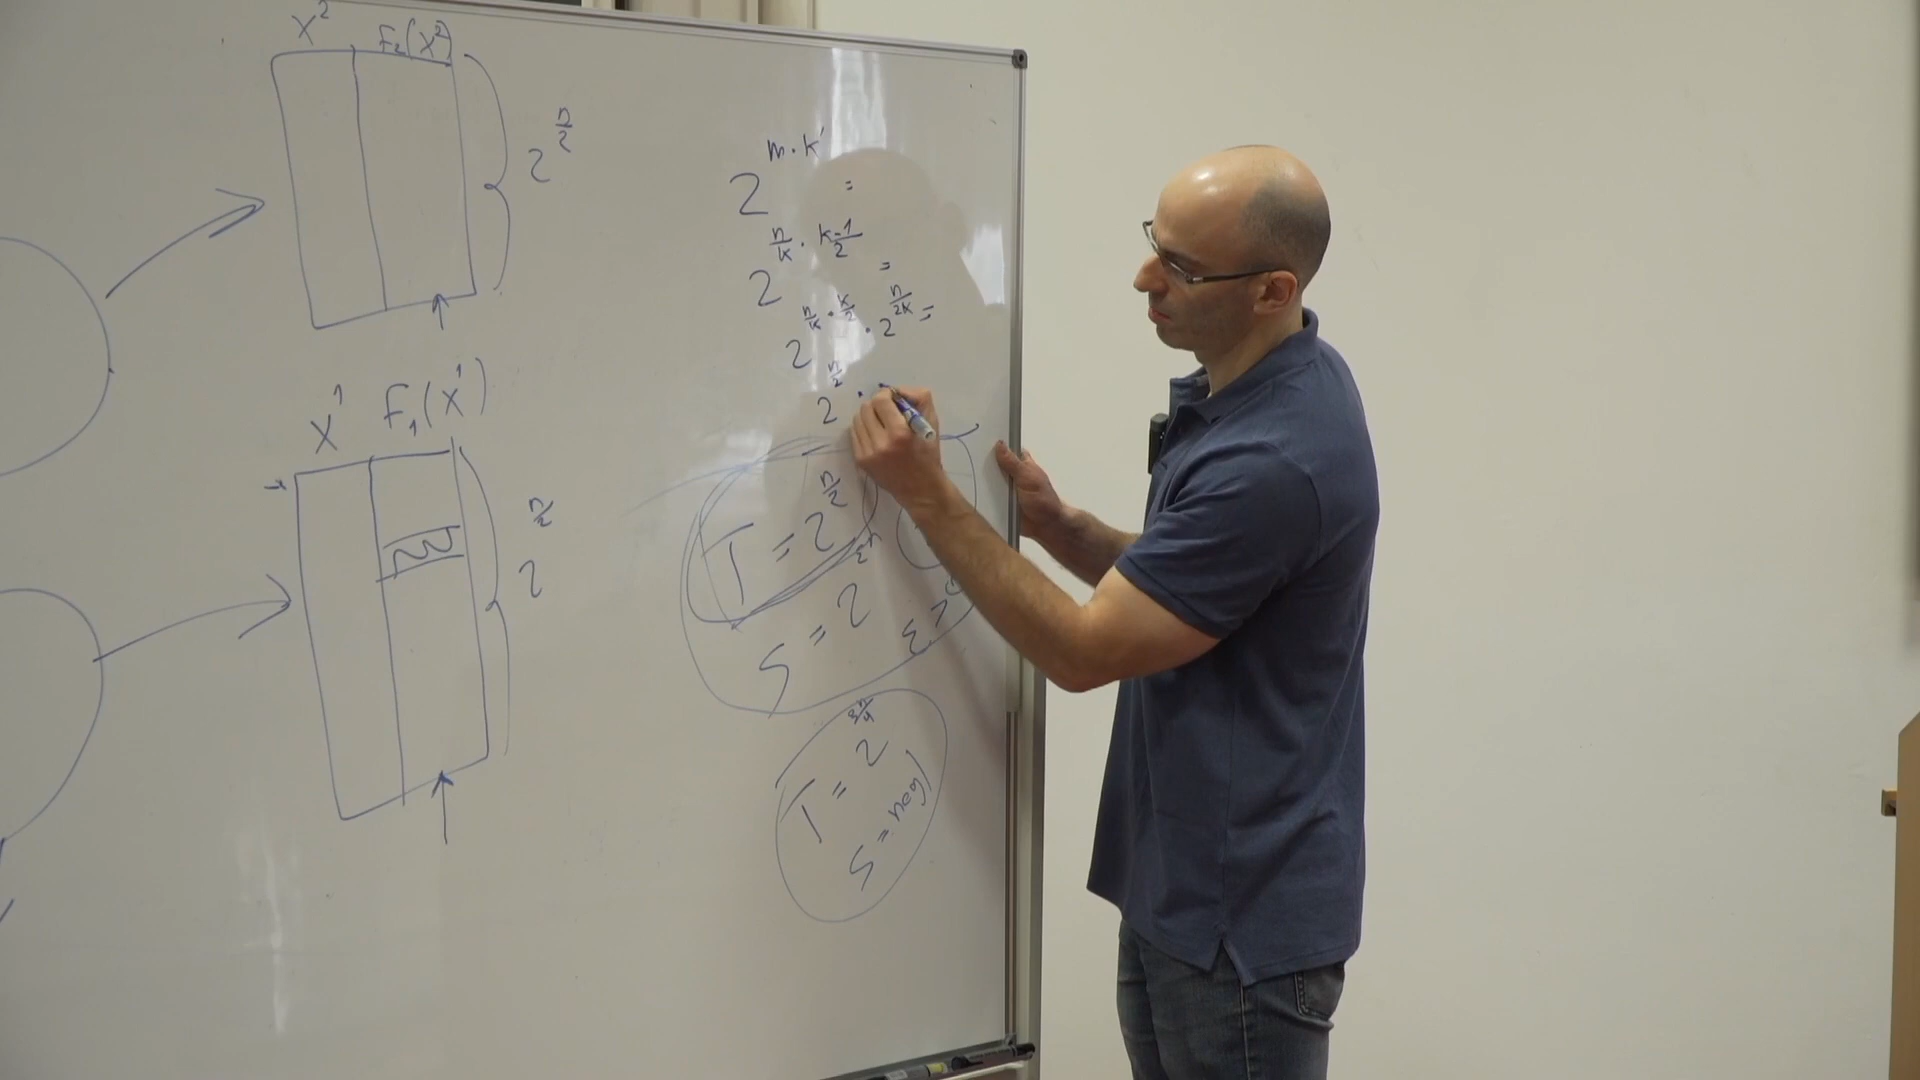 X² F₂(X²)
2^(n/2)
X¹ F₁(X¹)
2^(n/2)
2^(m·k') =
2^(n/k · k-1/2) =
2^(n/k · k/2) · 2^(n/2k) =
2^(n/2) ·
T = 2^(n/2)
S = 2
T = 2^(3n/4)
S = negl